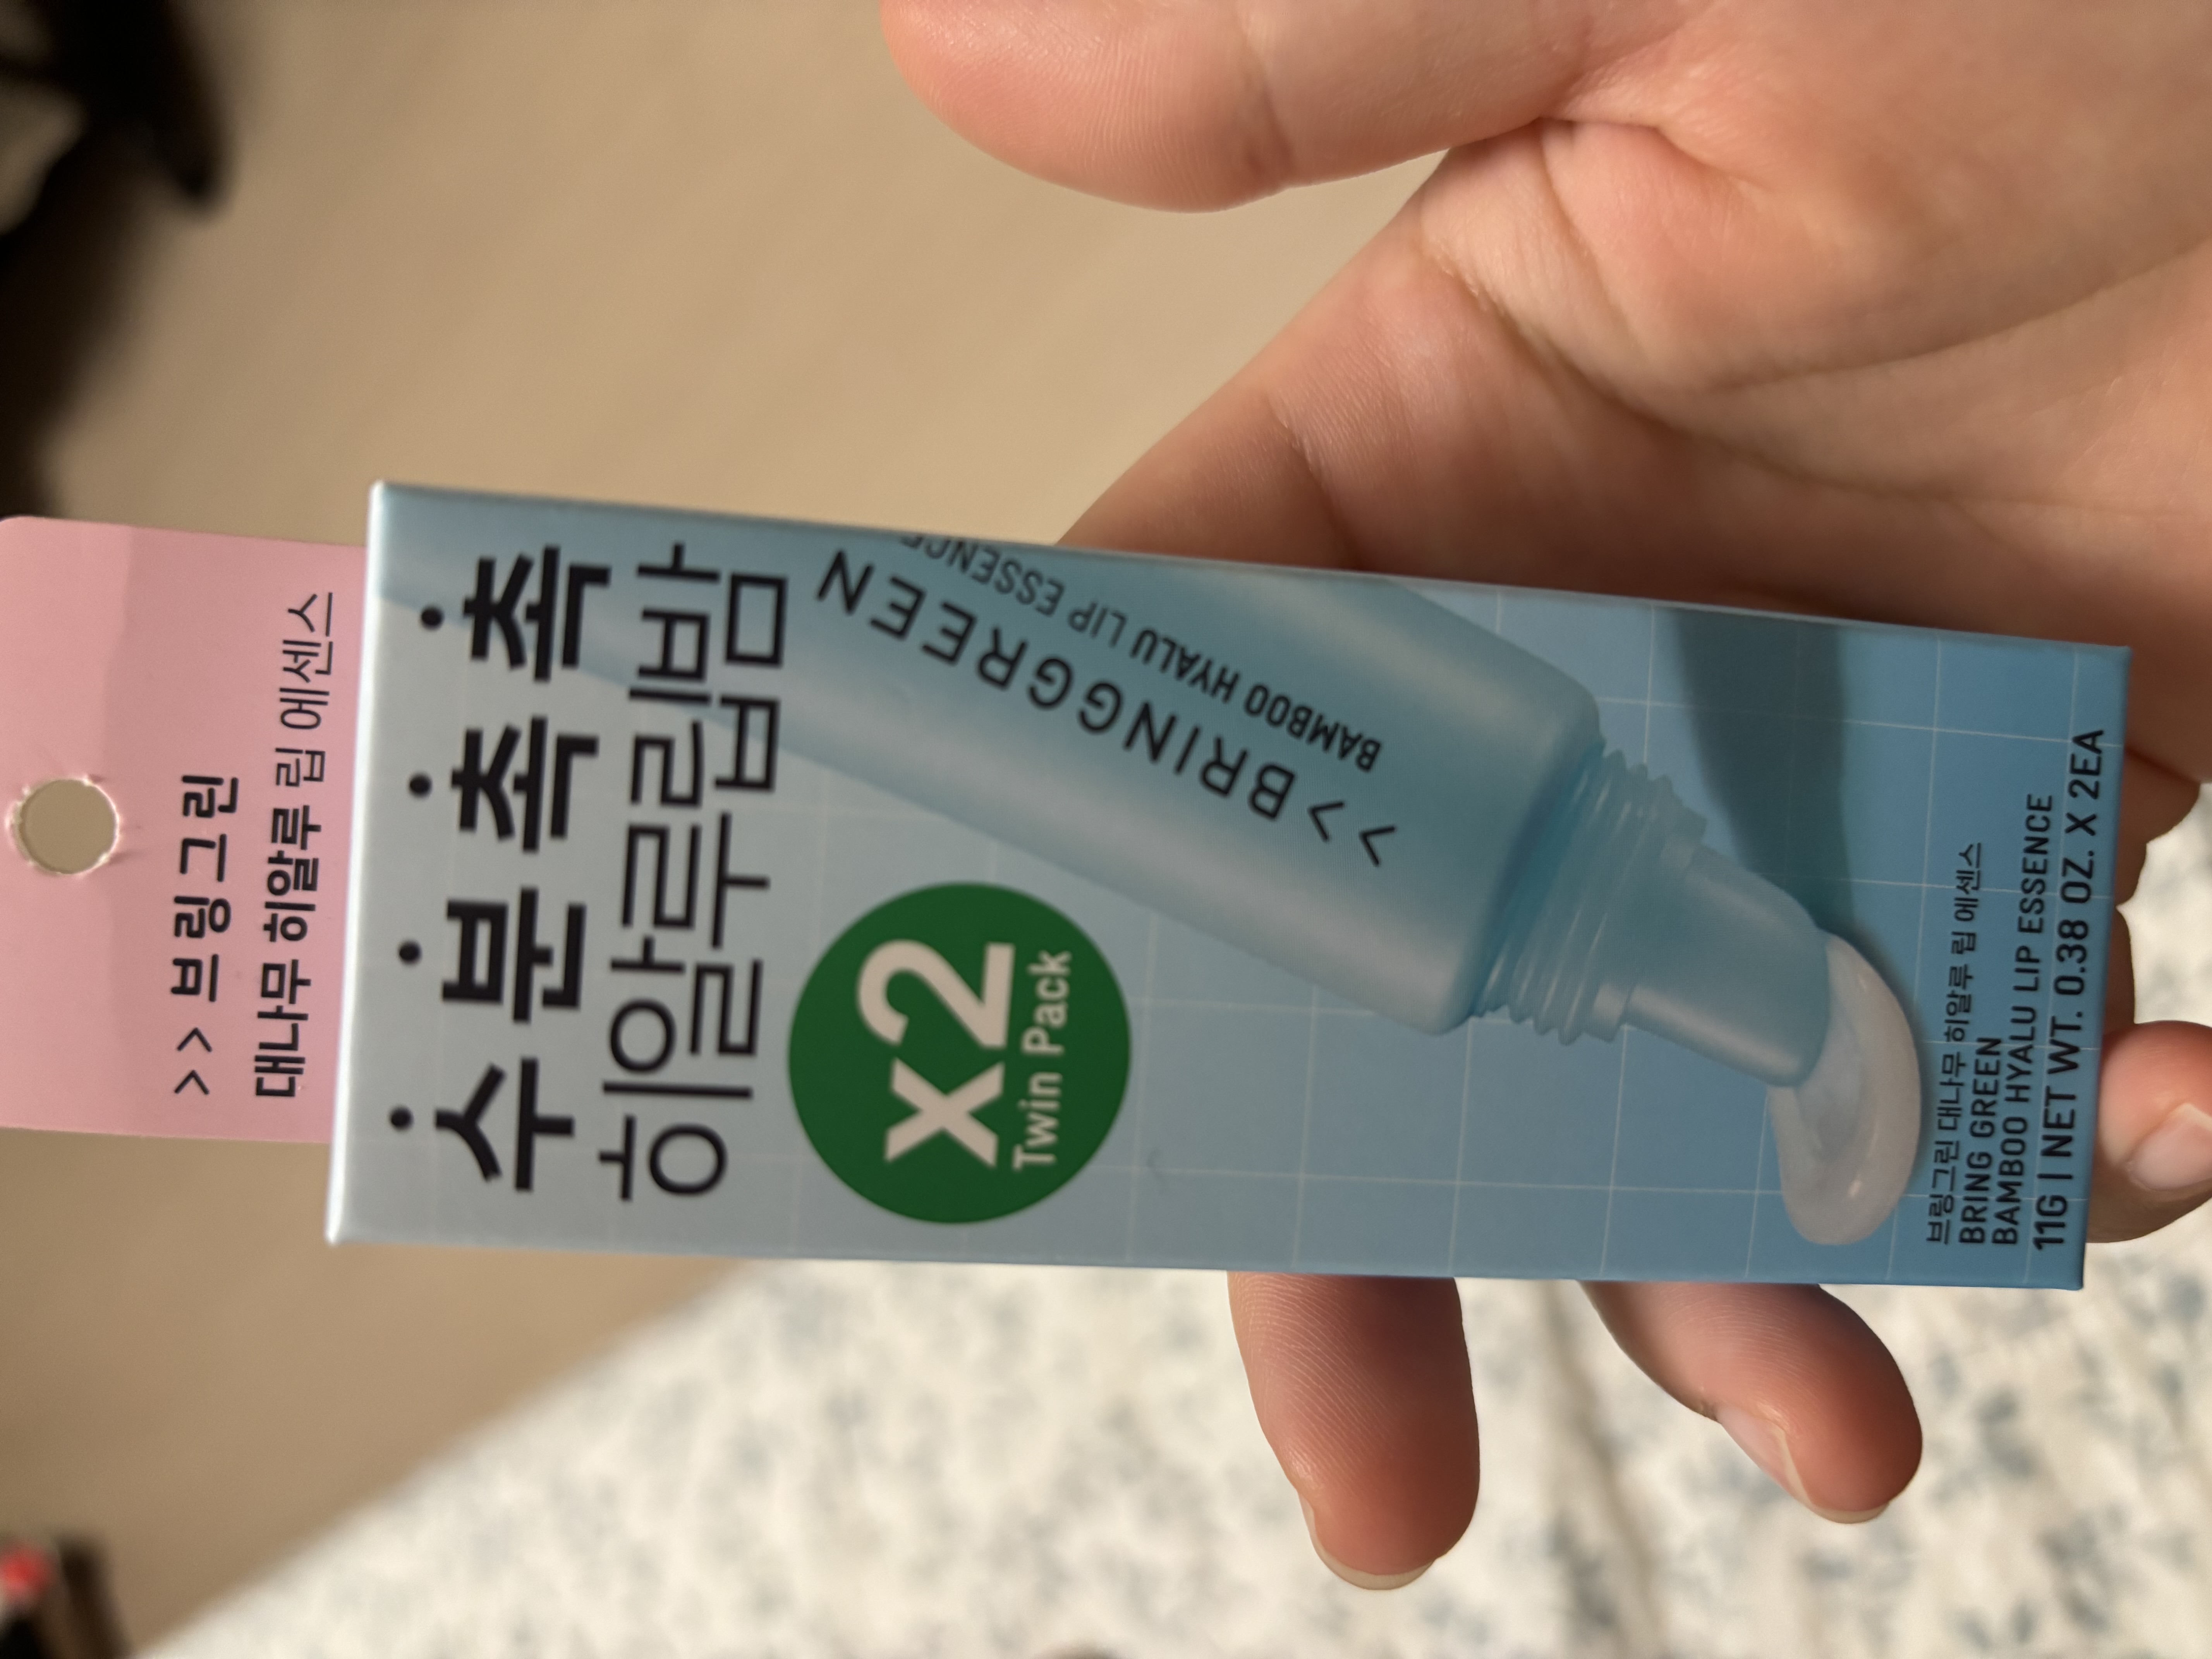 >> 브링그린
대나무 히알루 립 에센스
수분촉촉
히알루립밤
x2
Twin Pack
>> BRINGGREEN
BAMBOO HYALU LIP ESSENCE
브링그린 대나무 히알루 립 에센스
BRING GREEN
BAMBOO HYALU LIP ESSENCE
11G | NET WT. 0.38 OZ. X 2EA